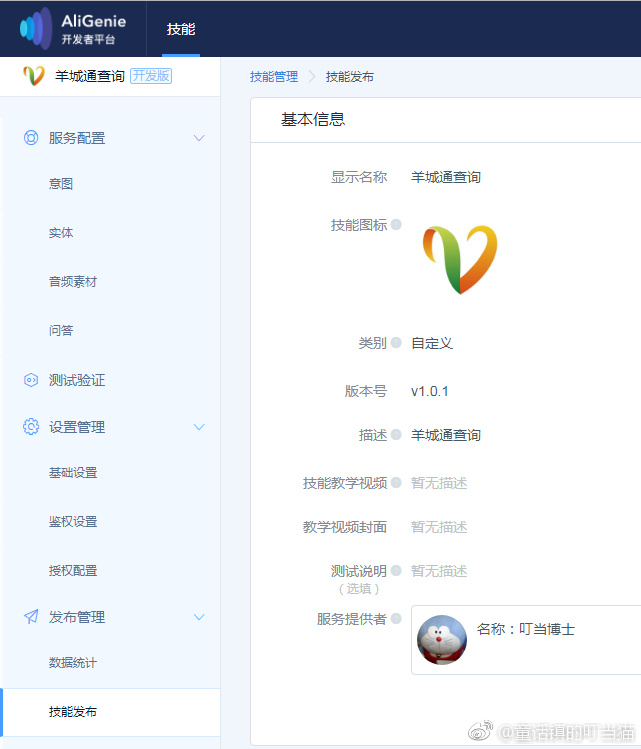 AliGenie
开发者平台
技能
羊城通查询 开发版
技能管理 技能发布
服务配置
意图
实体
音频素材
问答
测试验证
设置管理
基础设置
鉴权设置
授权配置
发布管理
数据统计
技能发布
基本信息
显示名称 羊城通查询
技能图标
类别 自定义
版本号 v1.0.1
描述 羊城通查询
技能教学视频 暂无描述
教学视频封面 暂无描述
测试说明 暂无描述
（选填）
服务提供者 名称：叮当博士
@童话镇的叮当猫